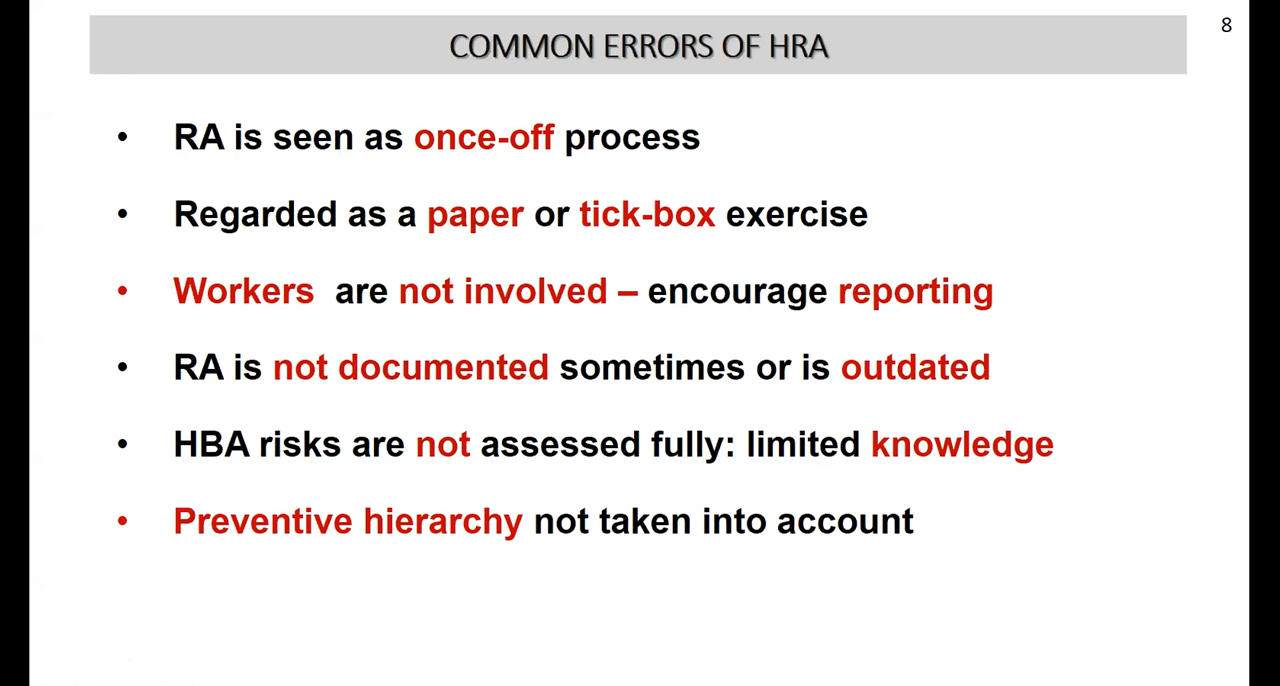 8
COMMON ERRORS OF HRA
• RA is seen as once-off process
• Regarded as a paper or tick-box exercise
• Workers are not involved – encourage reporting
• RA is not documented sometimes or is outdated
• HBA risks are not assessed fully: limited knowledge
• Preventive hierarchy not taken into account